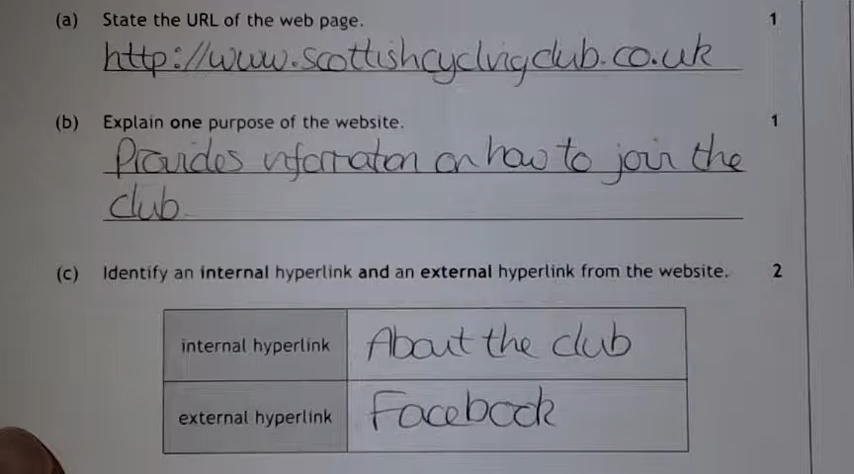 (a) State the URL of the web page. 1
http://www.scottishcyclingclub.co.uk
(b) Explain one purpose of the website. 1
Provides information on how to join the
club.
(c) Identify an internal hyperlink and an external hyperlink from the website. 2
internal hyperlink About the club
external hyperlink Facebook